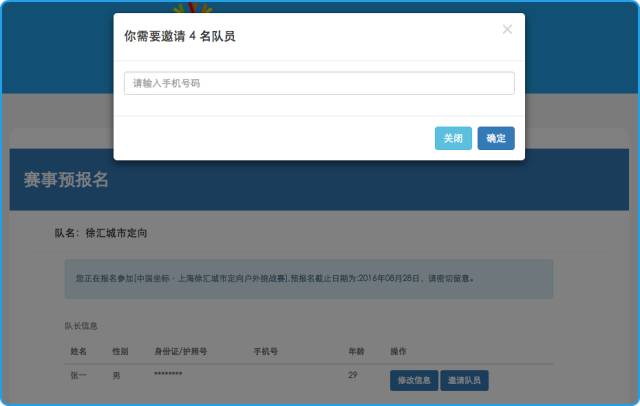 你需要邀请 4 名队员
×
请输入手机号码
关闭 确定
赛事预报名
队名：徐汇城市定向
您正在报名参加[中国坐标·上海徐汇城市定向户外挑战赛],预报名截止日期为:2016年08月28日，请密切留意。
队长信息
姓名 性别 身份证/护照号 手机号 年龄 操作
张一 男 ******** 29 修改信息 邀请队员